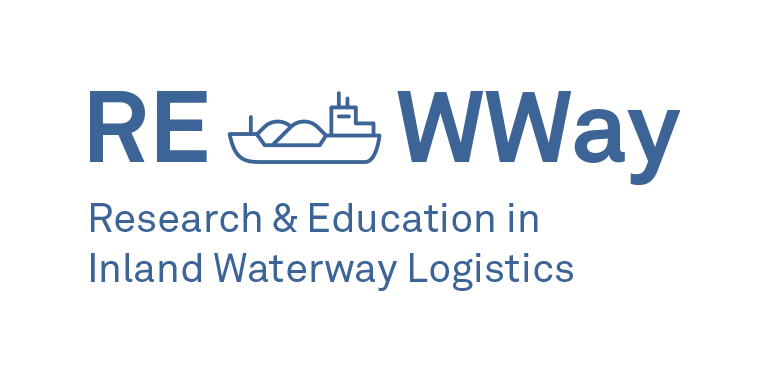 RE WWay
Research & Education in
Inland Waterway Logistics